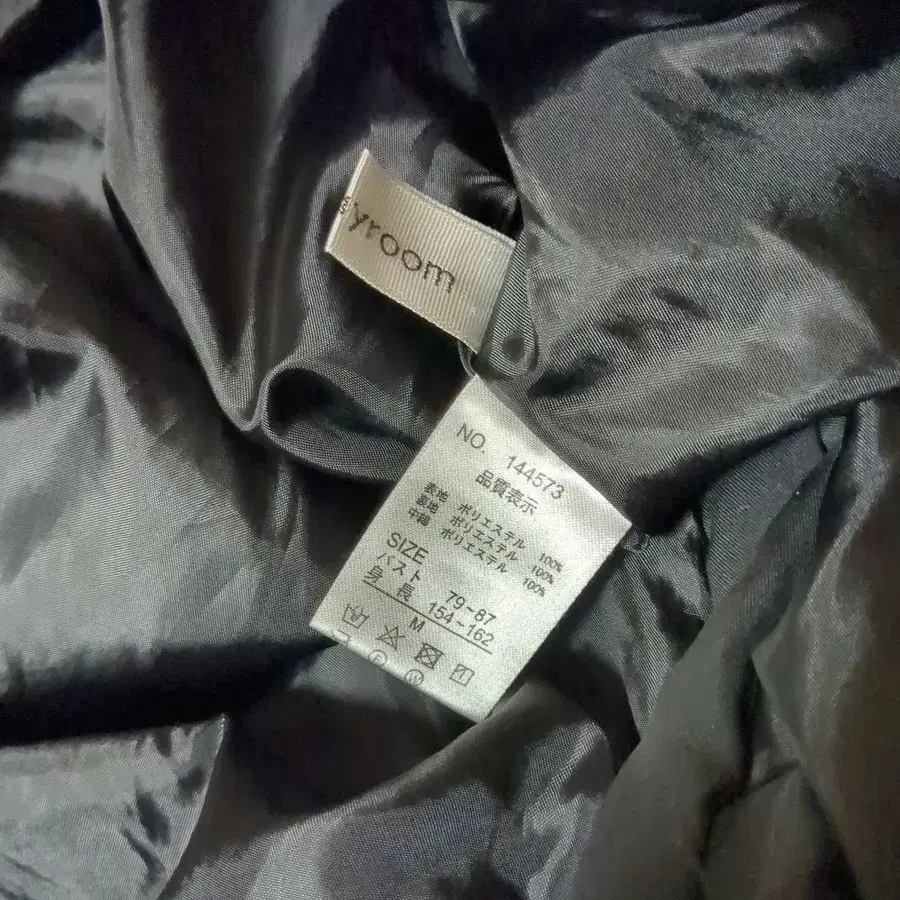 yroom
S
NO. 144573
品質表示
表地 ポリエステル 100%
表地 ポリエステル 100%
中綿 ポリエステル 100%
SIZE
バスト 79~87
身長 154~162
M
F
W